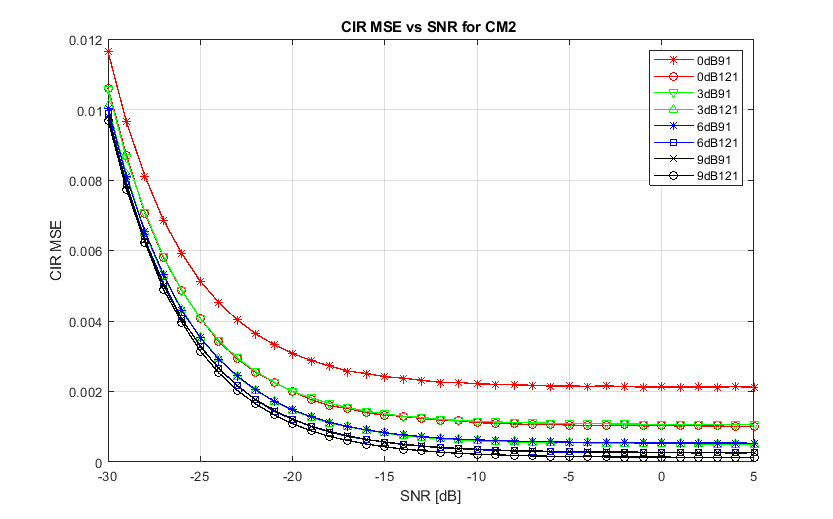 CIR MSE vs SNR for CM2
0.012
0.01
0.008
0.006
0.004
0.002
0
CIR MSE
-30
-25
-20
-15
-10
-5
0
5
SNR [dB]
0dB91
0dB121
3dB91
3dB121
6dB91
6dB121
9dB91
9dB121